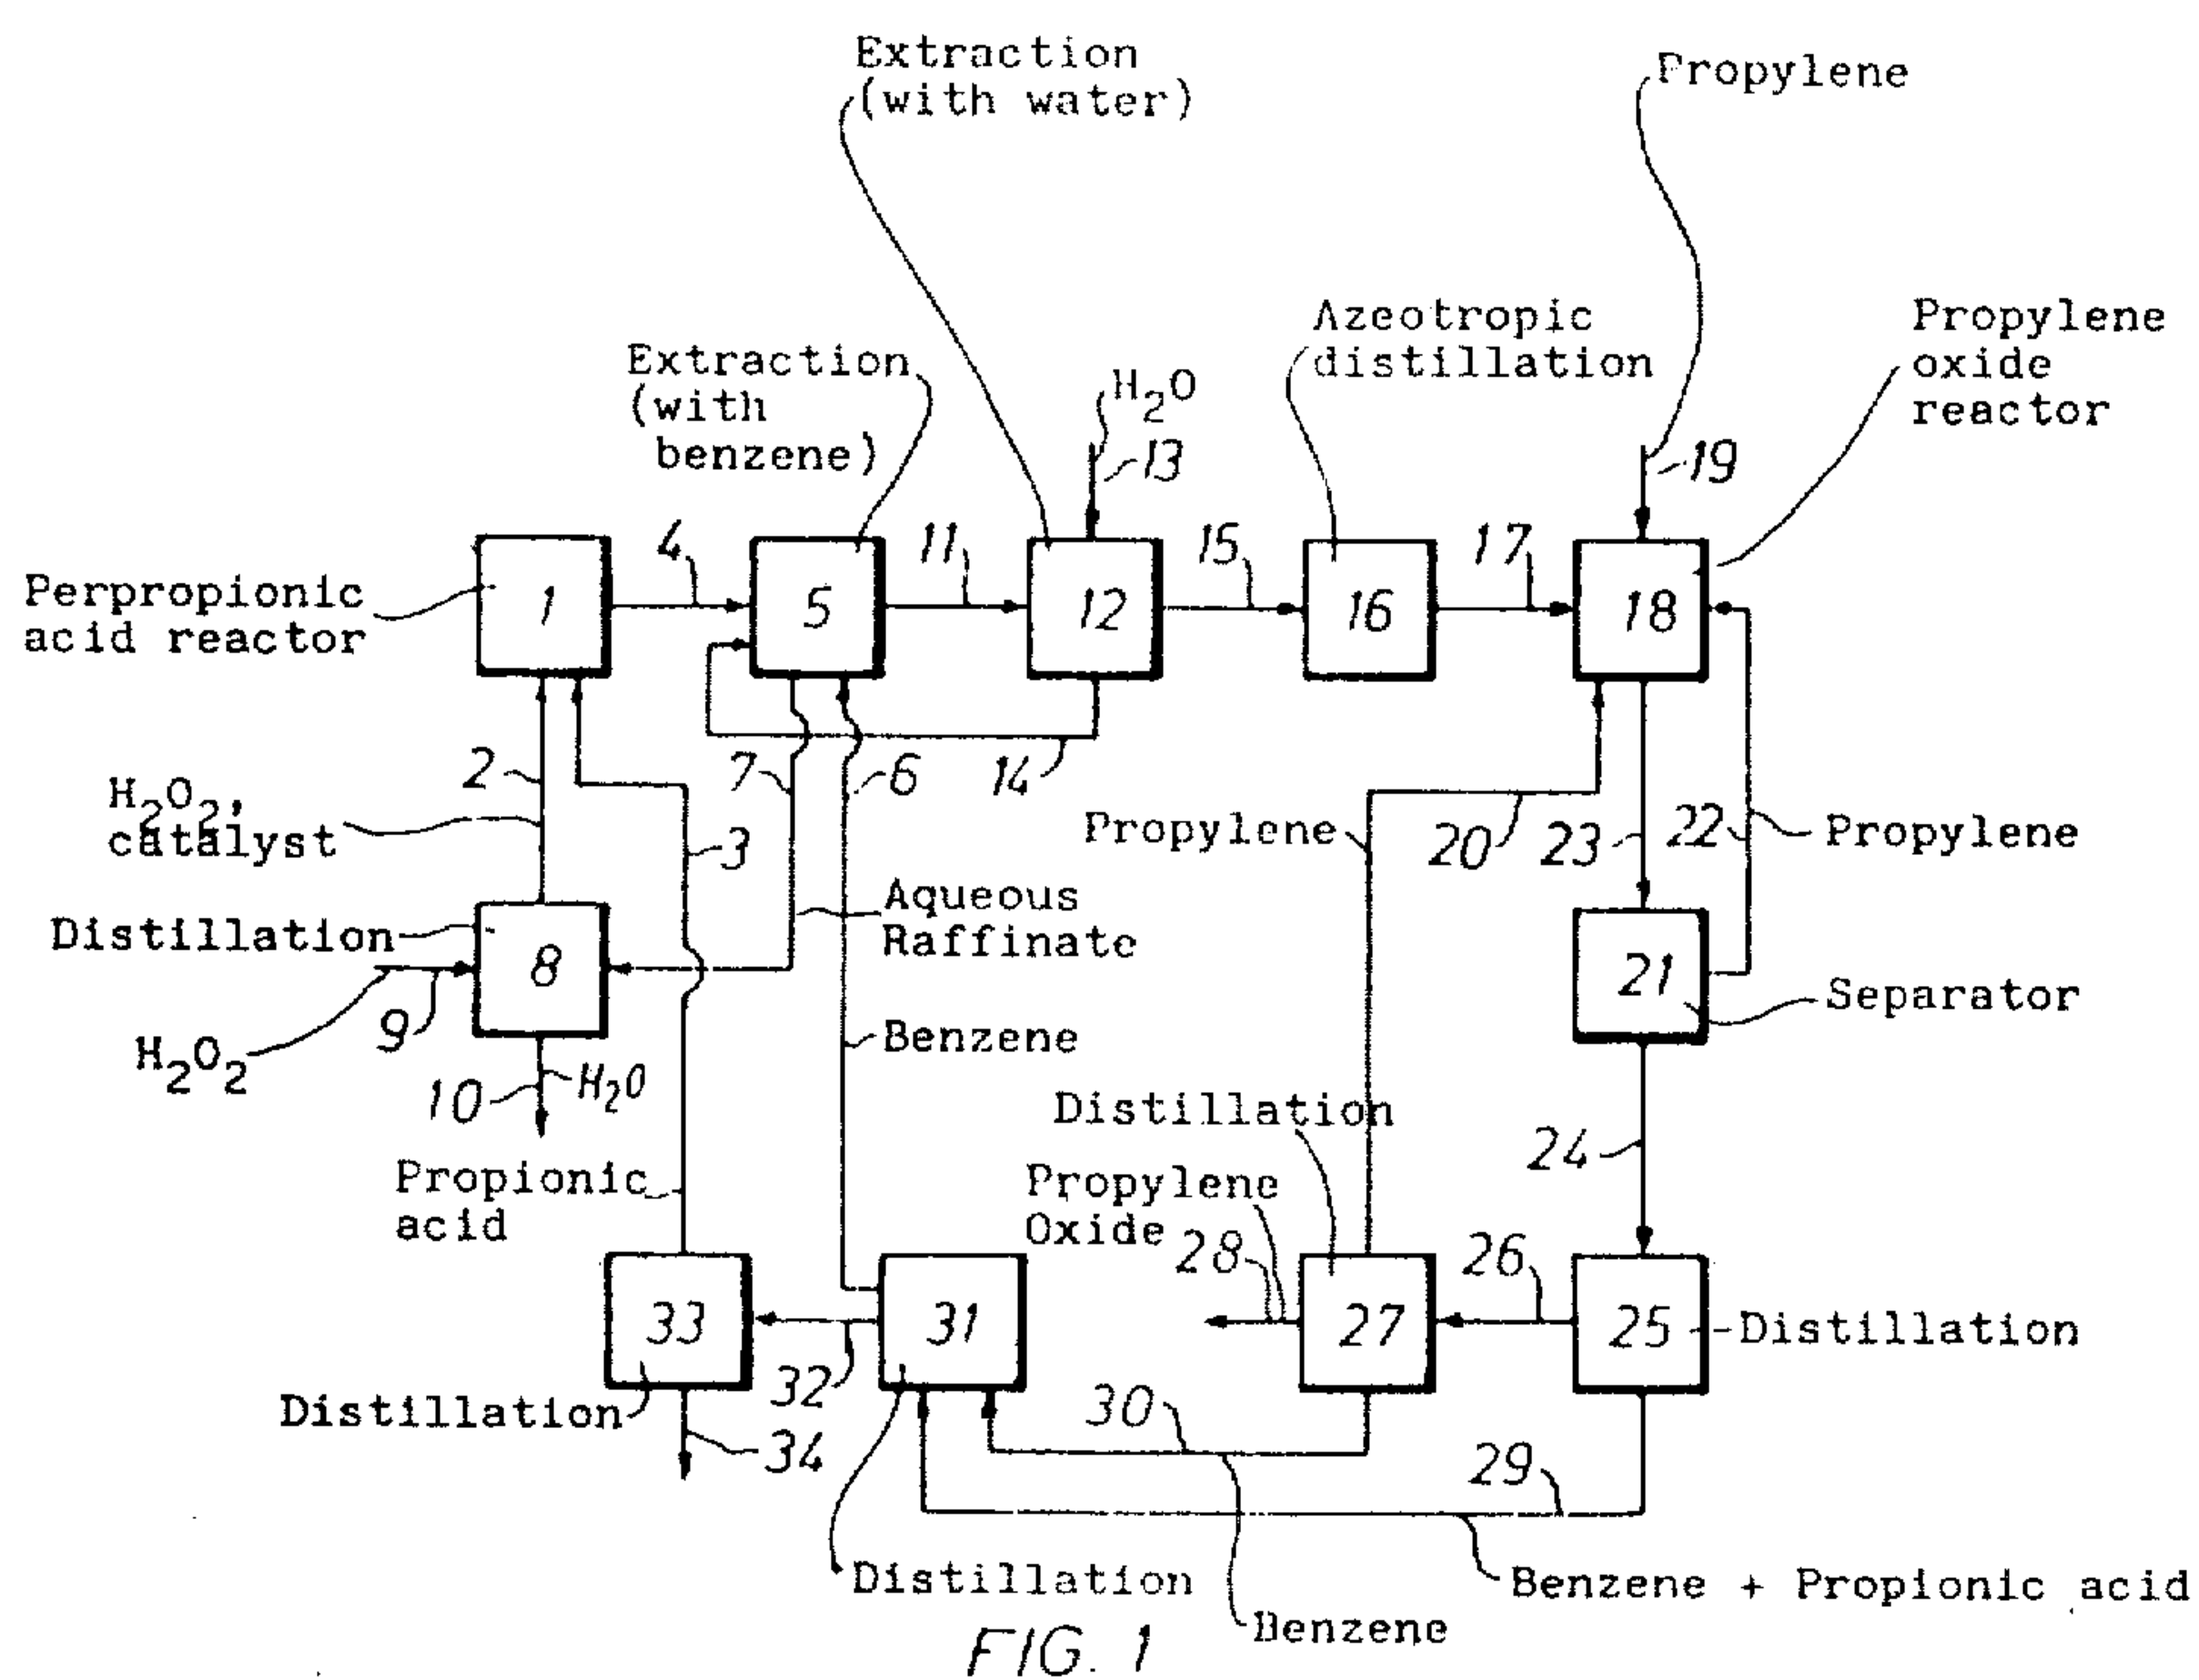 Extraction
(with water)
Propylene
Extraction
(with
benzene)
H2O
13
Azeotropic
distillation
Propylene
oxide
reactor
19
Perpropionic
acid reactor
1
4
5
11
12
15
16
17
18
2
H2O2,
catalyst
3
7
6
14
Propylene
20
23
22
Propylene
Distillation
8
H2O2
9
10
H2O
Aqueous
Raffinate
Benzene
21
Separator
24
Propionic
acid
Distillation
Propylene
Oxide
28
26
33
32
31
27
25
Distillation
Distillation
34
30
29
Distillation
Benzene
Benzene + Propionic acid
FIG. 1